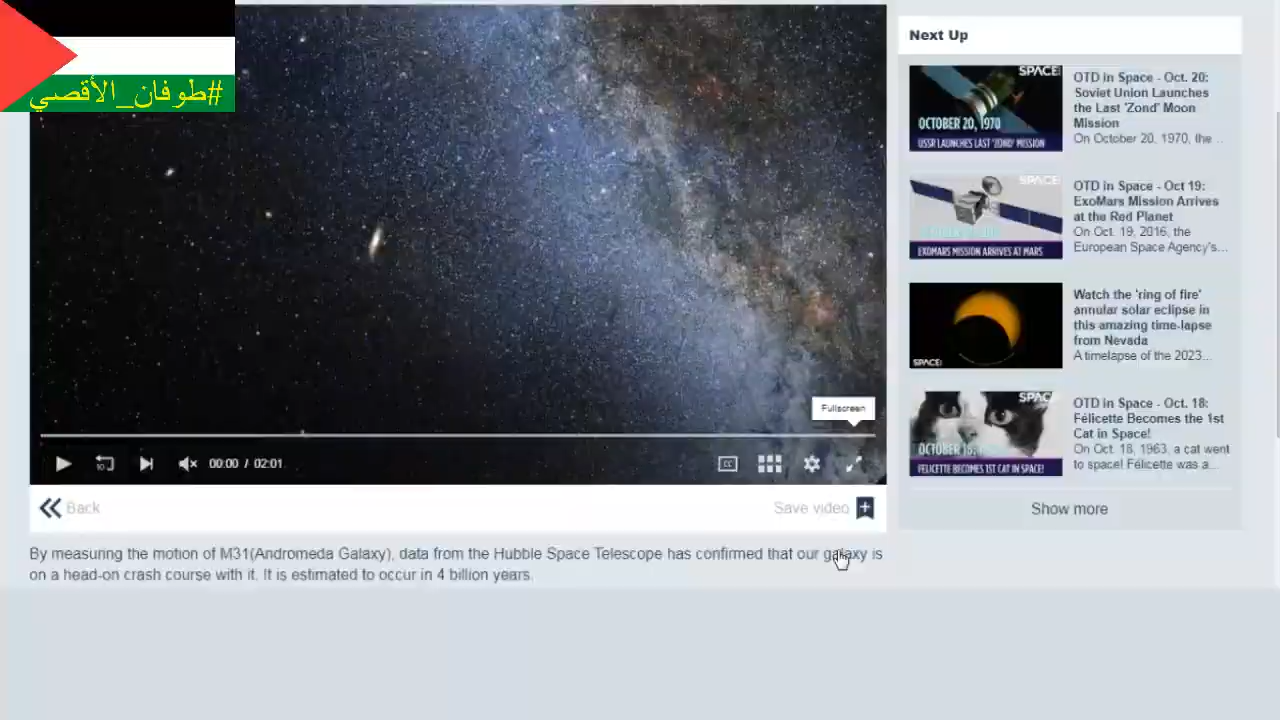 #طوفان_الأقصي
Fullscreen
00:00 / 02:01
Back
Save video
By measuring the motion of M31(Andromeda Galaxy), data from the Hubble Space Telescope has confirmed that our galaxy is
on a head-on crash course with it. It is estimated to occur in 4 billion years.
Next Up
SPACE
OCTOBER 20, 1970
USSR LAUNCHES LAST 'ZOND' MISSION
OTD in Space - Oct. 20:
Soviet Union Launches
the Last 'Zond' Moon
Mission
On October 20, 1970, the ...
SPACE
EXOMARS MISSION ARRIVES AT MARS
OTD in Space - Oct 19:
ExoMars Mission Arrives
at the Red Planet
On Oct. 19, 2016, the
European Space Agency's...
SPACE
Watch the 'ring of fire'
annular solar eclipse in
this amazing time-lapse
from Nevada
A timelapse of the 2023...
SPACE
FELICETTE BECOMES 1ST CAT IN SPACE!
OTD in Space - Oct. 18:
Félicette Becomes the 1st
Cat in Space!
On Oct. 18, 1963, a cat went
to space! Félicette was a...
Show more